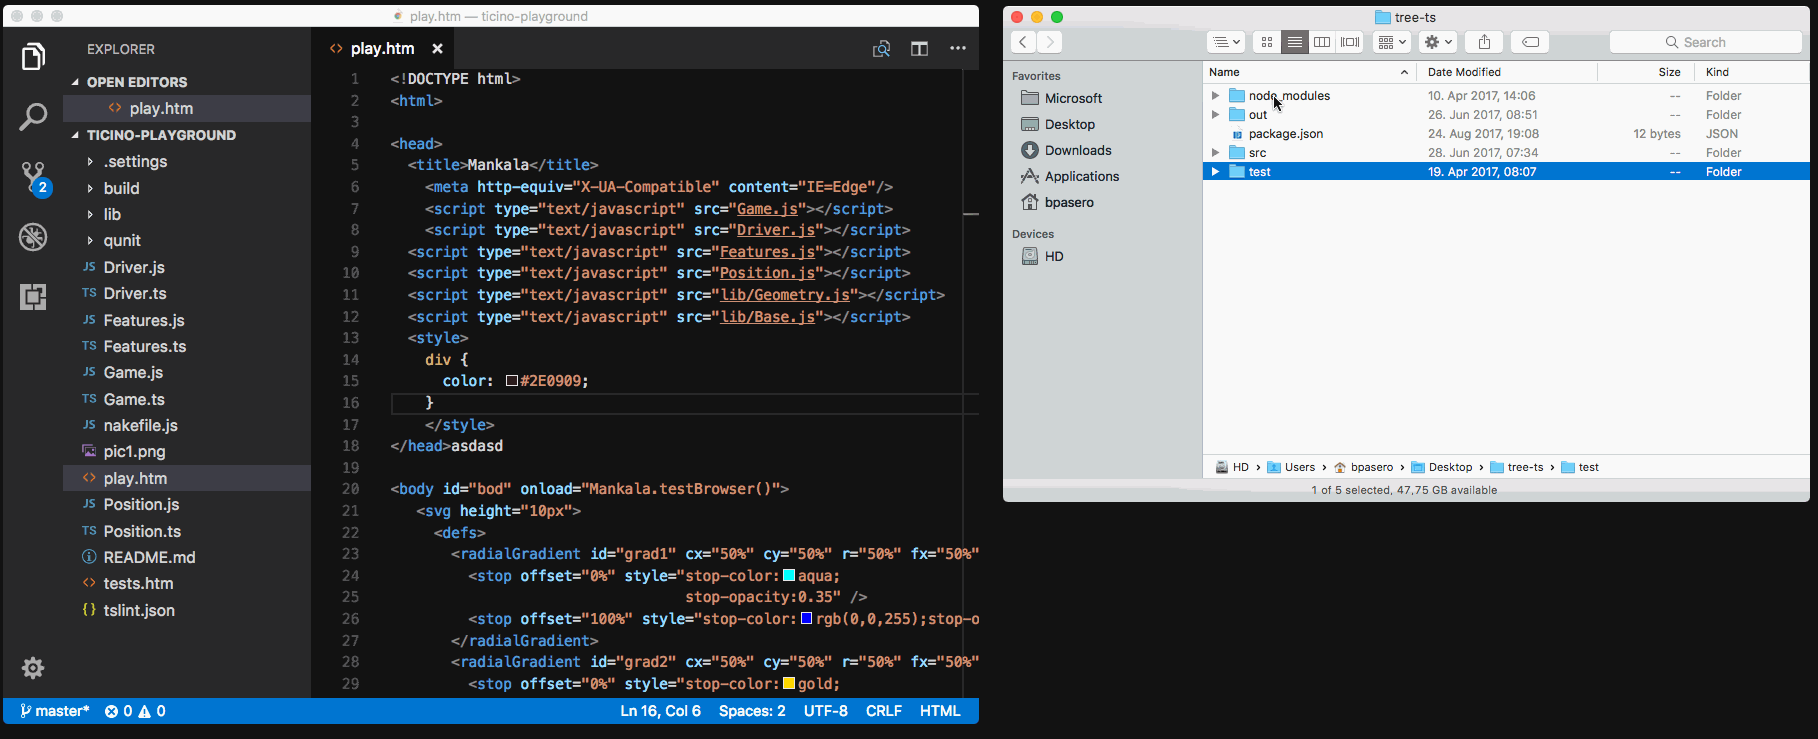 play.htm — ticino-playground
EXPLORER
OPEN EDITORS
play.htm
TICINO-PLAYGROUND
.settings
build
lib
qunit
JS Driver.js
TS Driver.ts
JS Features.js
TS Features.ts
JS Game.js
TS Game.ts
JS nakefile.js
pic1.png
<> play.htm
JS Position.js
TS Position.ts
README.md
<> tests.htm
{} tslint.json
2
<> play.htm ×
1 <!DOCTYPE html>
2 <html>
3
4 <head>
5 <title>Mankala</title>
6 <meta http-equiv="X-UA-Compatible" content="IE=Edge"/>
7 <script type="text/javascript" src="Game.js"></script>
8 <script type="text/javascript" src="Driver.js"></script>
9 <script type="text/javascript" src="Features.js"></script>
10 <script type="text/javascript" src="Position.js"></script>
11 <script type="text/javascript" src="lib/Geometry.js"></script>
12 <script type="text/javascript" src="lib/Base.js"></script>
13 <style>
14 div {
15 color: #2E0909;
16 }
17 </style>
18 </head>asdasd
19
20 <body id="bod" onload="Mankala.testBrowser()">
21 <svg height="10px">
22 <defs>
23 <radialGradient id="grad1" cx="50%" cy="50%" r="50%" fx="50%"
24 <stop offset="0%" style="stop-color:aqua;
25 stop-opacity:0.35" />
26 <stop offset="100%" style="stop-color:rgb(0,0,255);stop-o
27 </radialGradient>
28 <radialGradient id="grad2" cx="50%" cy="50%" r="50%" fx="50%"
29 <stop offset="0%" style="stop-color:gold;
master* 0 0 Ln 16, Col 6 Spaces: 2 UTF-8 CRLF HTML
tree-ts
Search
Favorites
Microsoft
Desktop
Downloads
Applications
bpasero
Devices
HD
Name Date Modified Size Kind
node_modules 10. Apr 2017, 14:06 -- Folder
out 26. Jun 2017, 08:51 -- Folder
package.json 24. Aug 2017, 19:08 12 bytes JSON
src 28. Jun 2017, 07:34 -- Folder
test 19. Apr 2017, 08:07 -- Folder
HD › Users › bpasero › Desktop › tree-ts › test
1 of 5 selected, 47,75 GB available